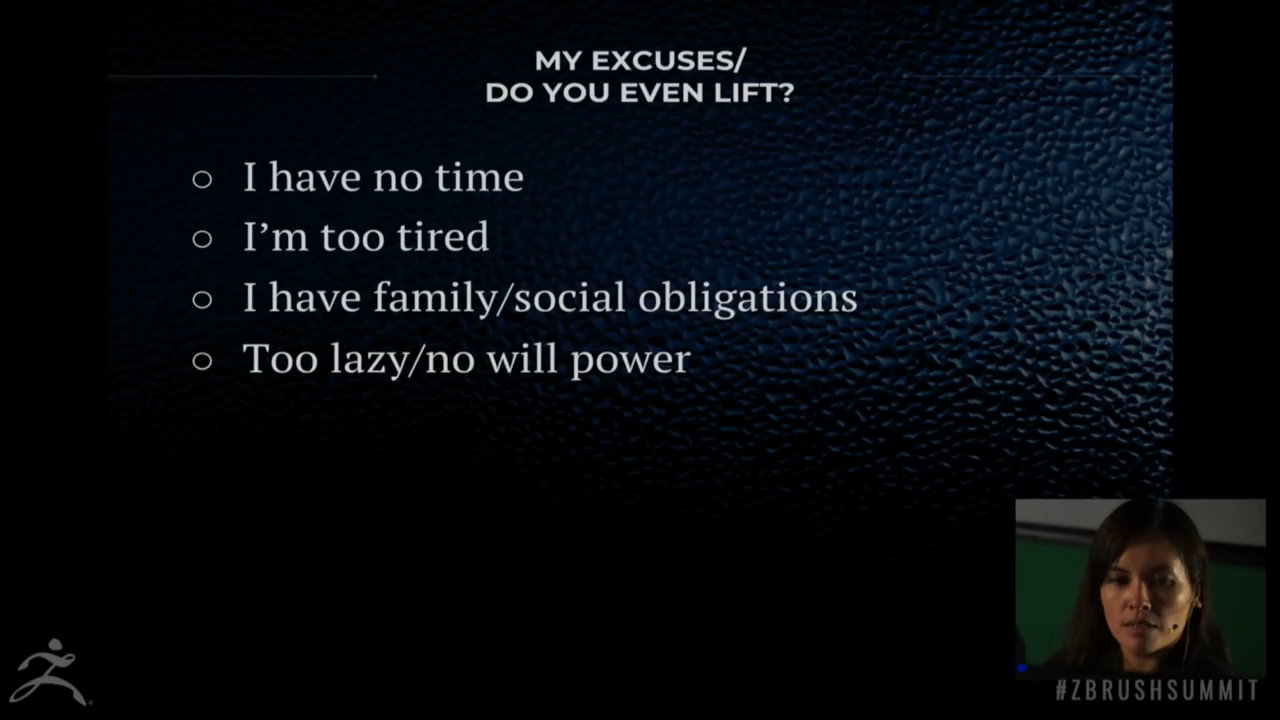 MY EXCUSES/
DO YOU EVEN LIFT?
○ I have no time
○ I’m too tired
○ I have family/social obligations
○ Too lazy/no will power
#ZBRUSHSUMMIT